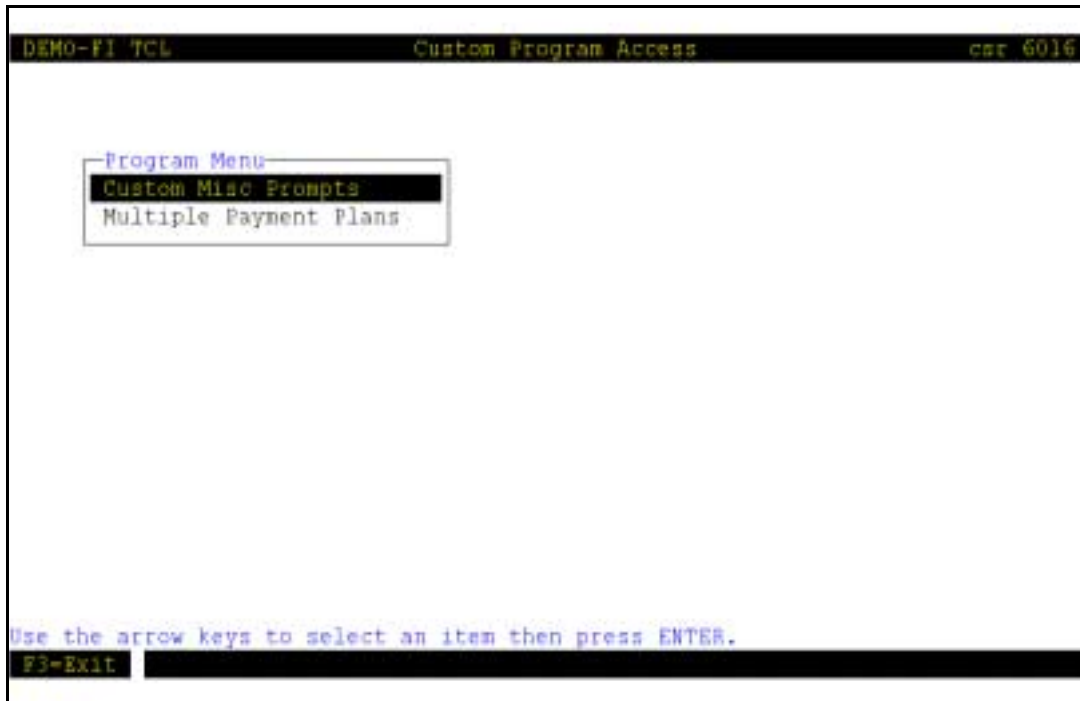 DEMO-FI TCL Custom Program Access csr 6016
Program Menu
Custom Misc Prompts
Multiple Payment Plans
Use the arrow keys to select an item then press ENTER.
F3=Exit